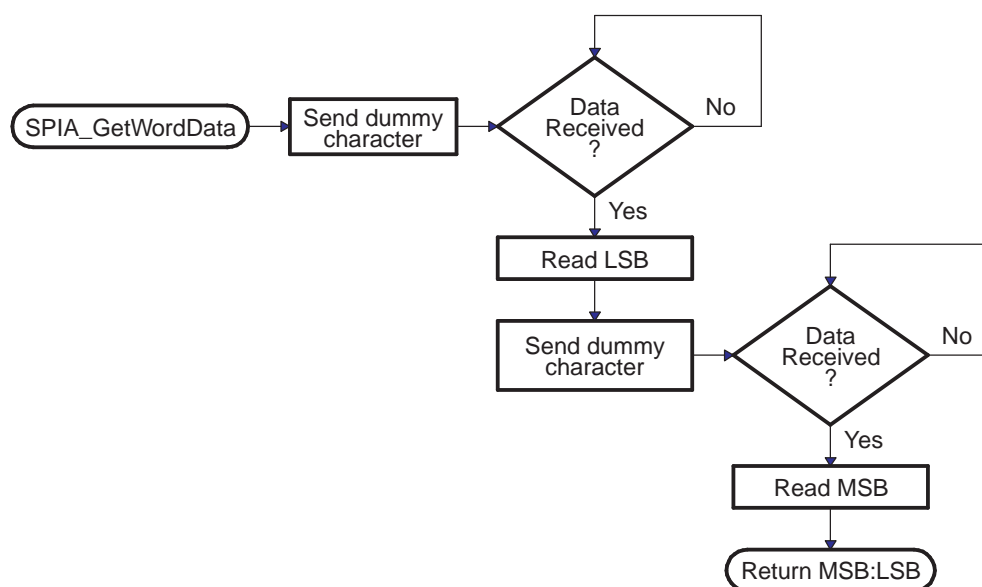 SPIA_GetWordData
Send dummy
character
Data
Received
?
No
Yes
Read LSB
Send dummy
character
Data
Received
?
No
Yes
Read MSB
Return MSB:LSB